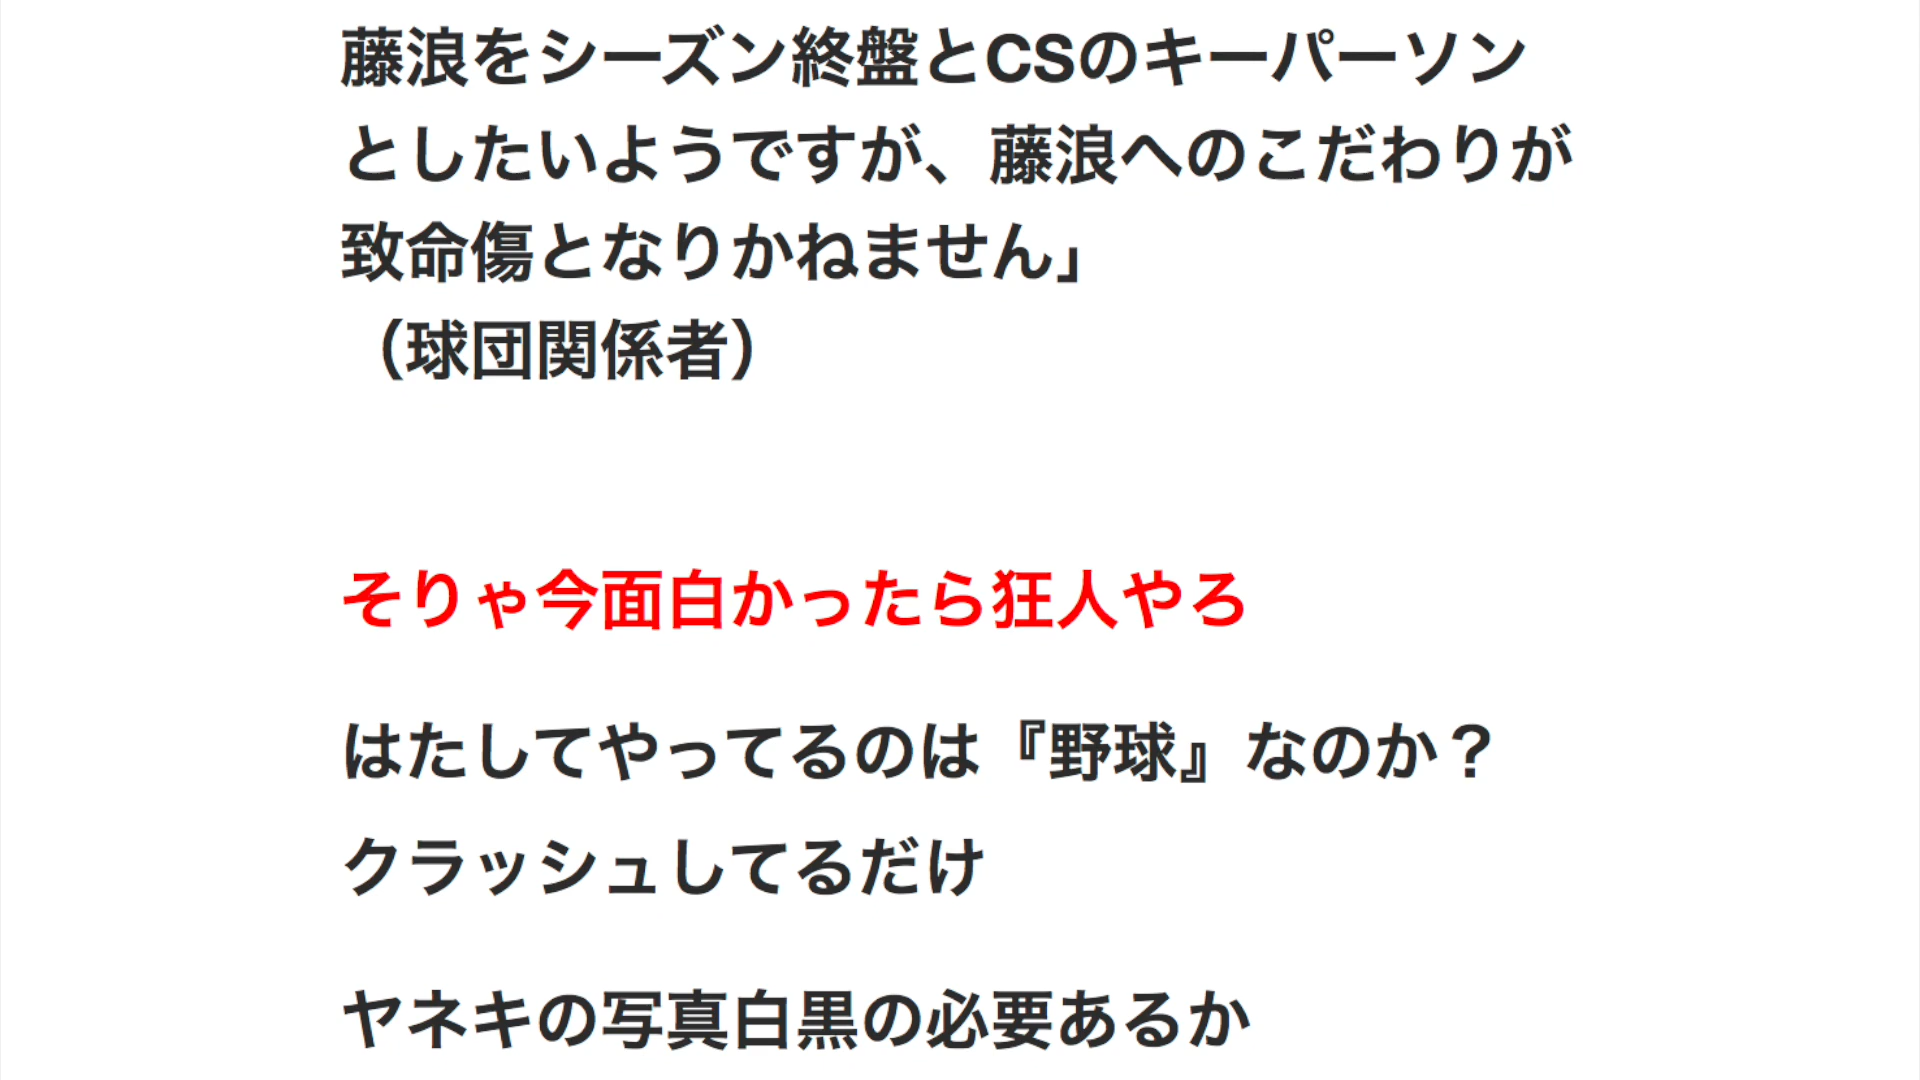 藤浪をシーズン終盤とCSのキーパーソン
としたいようですが、藤浪へのこだわりが
致命傷となりかねません」
（球団関係者）
そりゃ今面白かったら狂人やろ
はたしてやってるのは『野球』なのか？
クラッシュしてるだけ
ヤネキの写真白黒の必要あるか